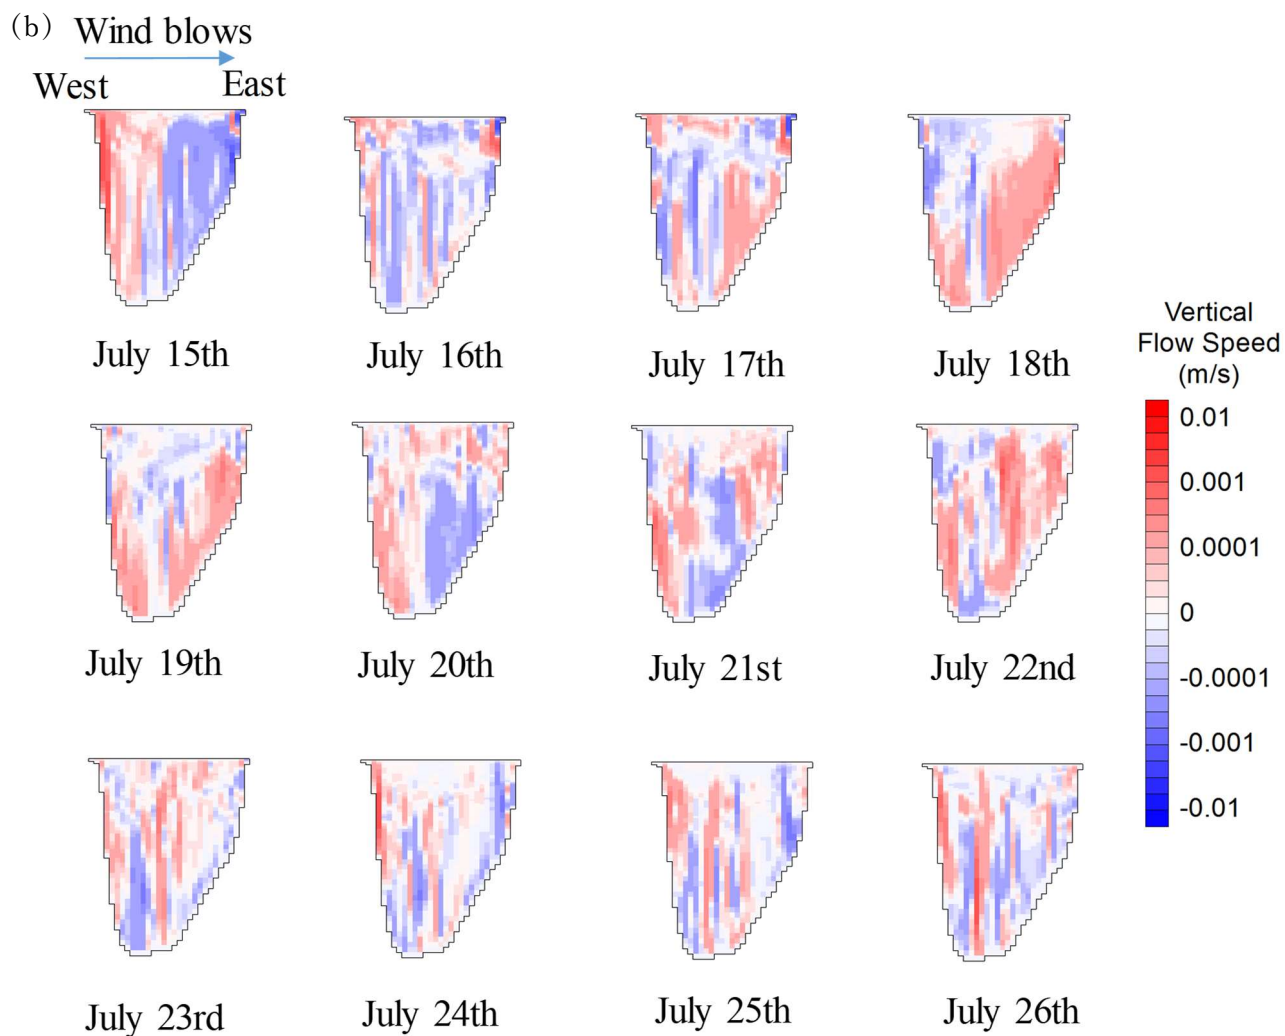 (b) Wind blows
West East
July 15th July 16th July 17th July 18th
Vertical
Flow Speed
(m/s)
0.01
0.001
0.0001
0
-0.0001
-0.001
-0.01
July 19th July 20th July 21st July 22nd
July 23rd July 24th July 25th July 26th